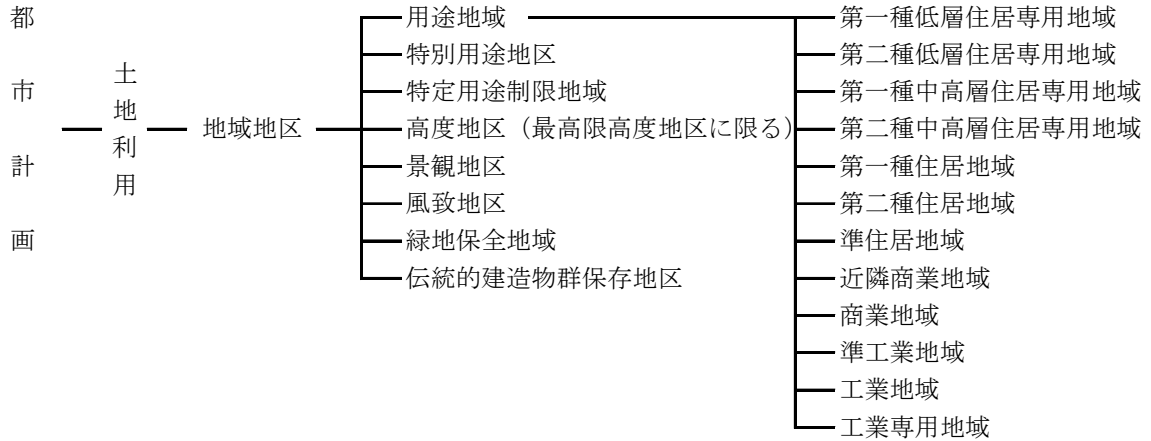 都市計画
土地利用
地域地区
用途地域
特別用途地区
特定用途制限地域
高度地区（最高限高度地区に限る）
景観地区
風致地区
緑地保全地域
伝統的建造物群保存地区
第一種低層住居専用地域
第二種低層住居専用地域
第一種中高層住居専用地域
第二種中高層住居専用地域
第一種住居地域
第二種住居地域
準住居地域
近隣商業地域
商業地域
準工業地域
工業地域
工業専用地域